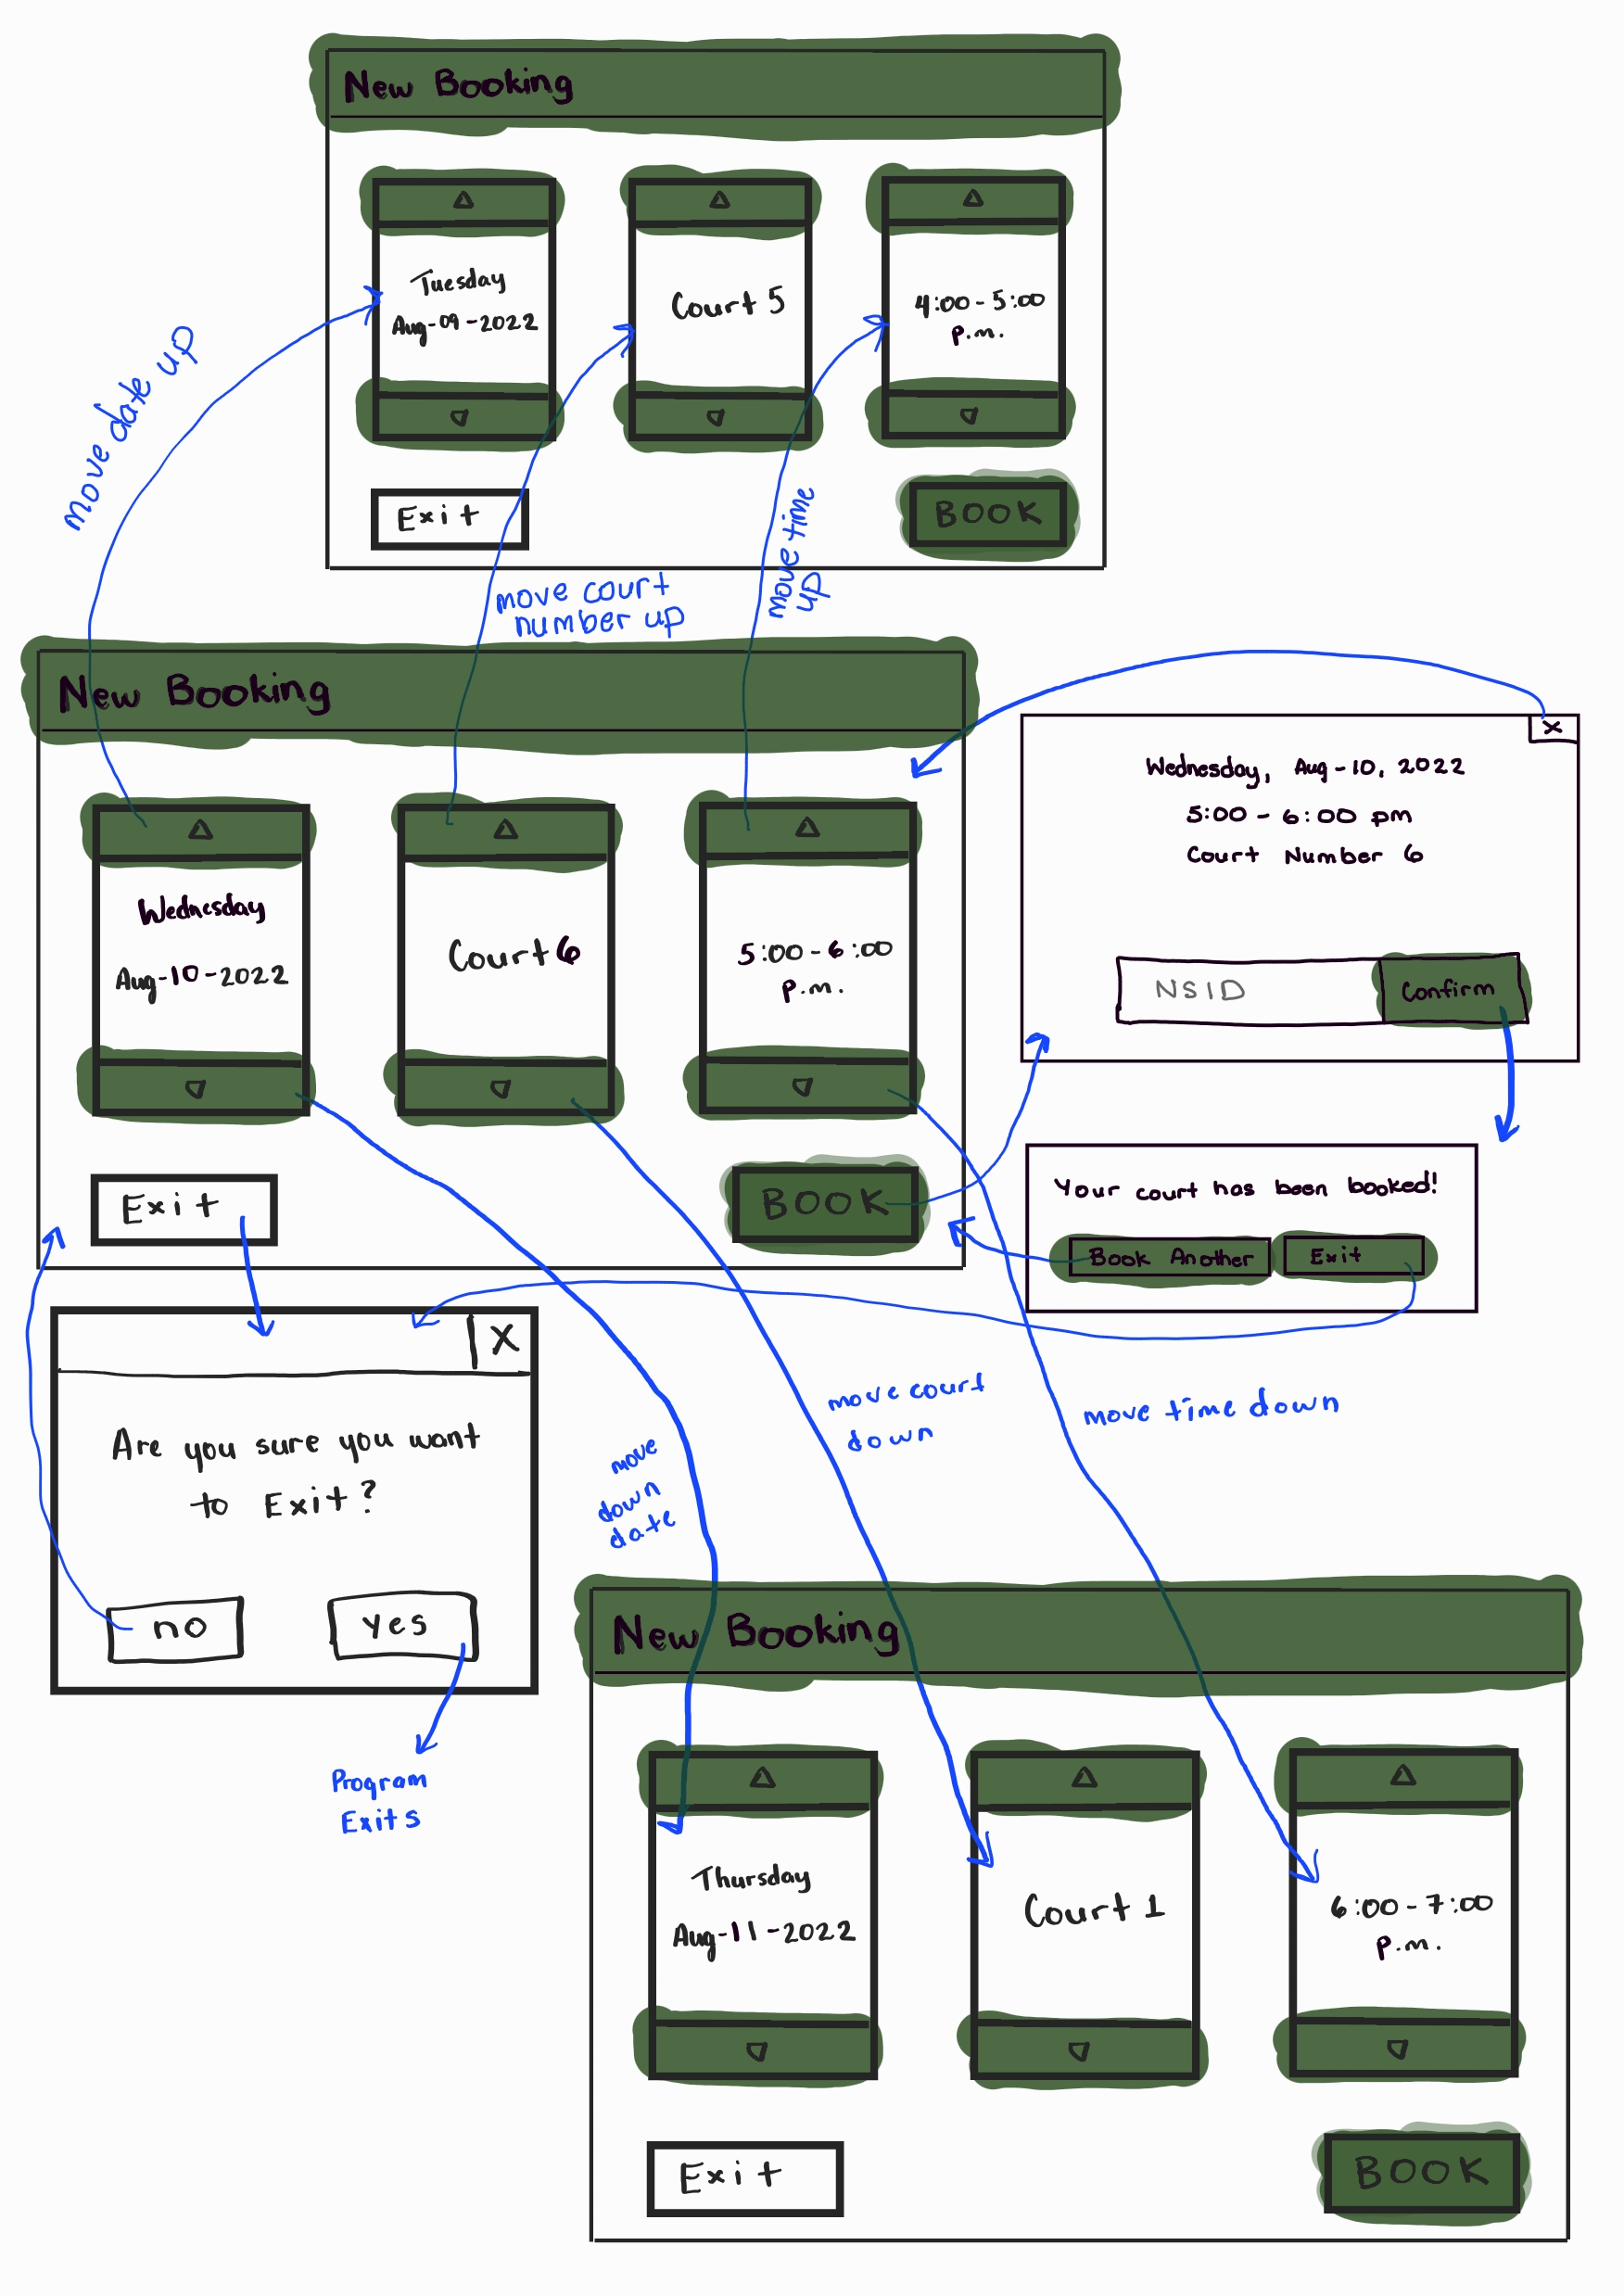 New Booking
Tuesday
Aug-09-2022
Court 5
4:00-5:00
p.m.
Exit
BOOK
move date up
move court
number up
move time
up
New Booking
Wednesday
Aug-10-2022
Court 6
5:00-6:00
p.m.
Exit
BOOK
X
Wednesday, Aug-10, 2022
5:00 - 6:00 pm
Court Number 6
NSID
Confirm
Your court has been booked!
Book Another
Exit
X
Are you sure you want
to Exit?
no
yes
Program
Exits
move
down
date
move court
down
move time down
New Booking
Thursday
Aug-11-2022
Court 1
6:00-7:00
p.m.
Exit
BOOK